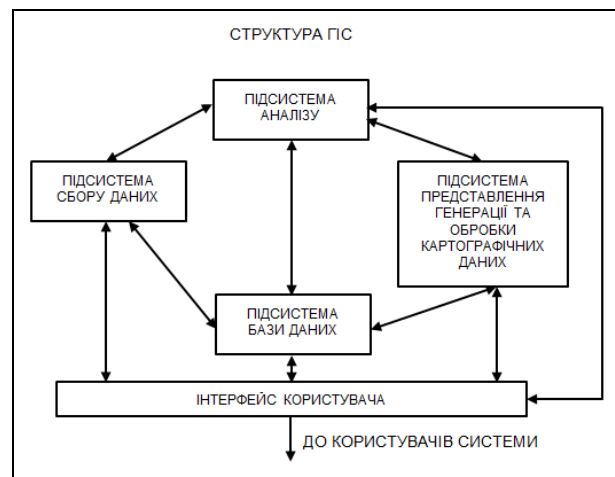 СТРУКТУРА ГІС
ПІДСИСТЕМА
АНАЛІЗУ
ПІДСИСТЕМА
СБОРУ ДАНИХ
ПІДСИСТЕМА
ПРЕДСТАВЛЕННЯ
ГЕНЕРАЦІЇ ТА
ОБРОБКИ
КАРТОГРАФІЧНИХ
ДАНИХ
ПІДСИСТЕМА
БАЗИ ДАНИХ
ІНТЕРФЕЙС КОРИСТУВАЧА
ДО КОРИСТУВАЧІВ СИСТЕМИ